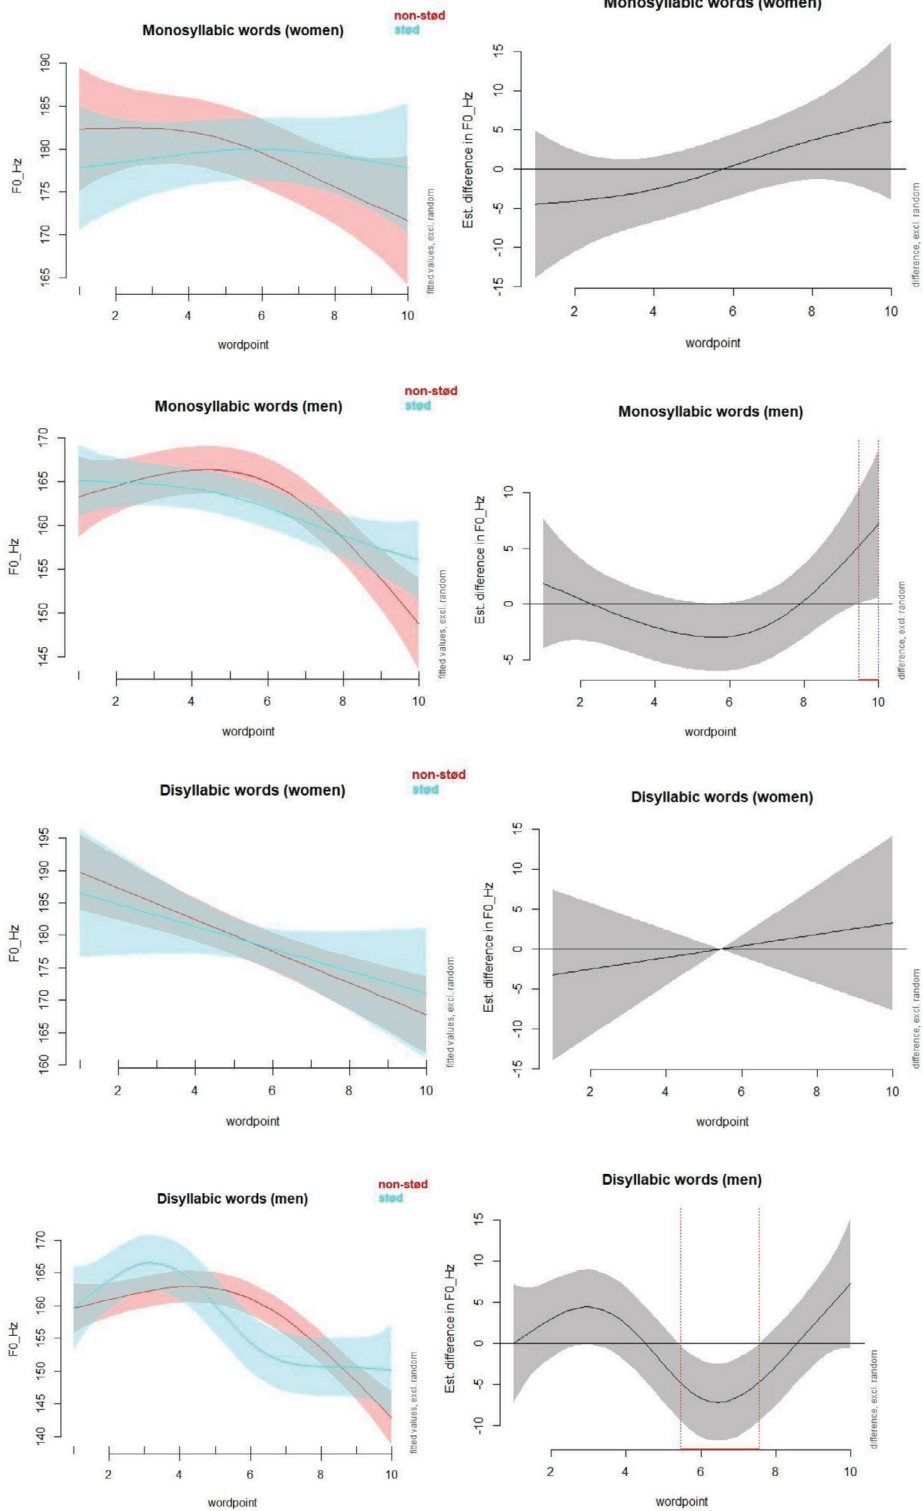 non-stød
stød
Monosyllabic words (women)
F0_Hz
190
185
180
175
170
165
2
4
6
8
10
wordpoint
fitted values, excl. random
Monosyllabic words (women)
Est. difference in F0_Hz
15
10
5
0
-5
-10
-15
2
4
6
8
10
wordpoint
difference, excl. random
non-stød
stød
Monosyllabic words (men)
F0_Hz
170
165
160
155
150
145
2
4
6
8
10
wordpoint
fitted values, excl. random
Monosyllabic words (men)
Est. difference in F0_Hz
10
5
0
-5
2
4
6
8
10
wordpoint
difference, excl. random
non-stød
stød
Disyllabic words (women)
F0_Hz
195
190
185
180
175
170
165
160
2
4
6
8
10
wordpoint
fitted values, excl. random
Disyllabic words (women)
Est. difference in F0_Hz
15
10
5
0
-5
-10
-15
2
4
6
8
10
wordpoint
difference, excl. random
non-stød
stød
Disyllabic words (men)
F0_Hz
170
165
160
155
150
145
140
2
4
6
8
10
wordpoint
fitted values, excl. random
Disyllabic words (men)
Est. difference in F0_Hz
15
10
5
0
-5
-10
2
4
6
8
10
wordpoint
difference, excl. random